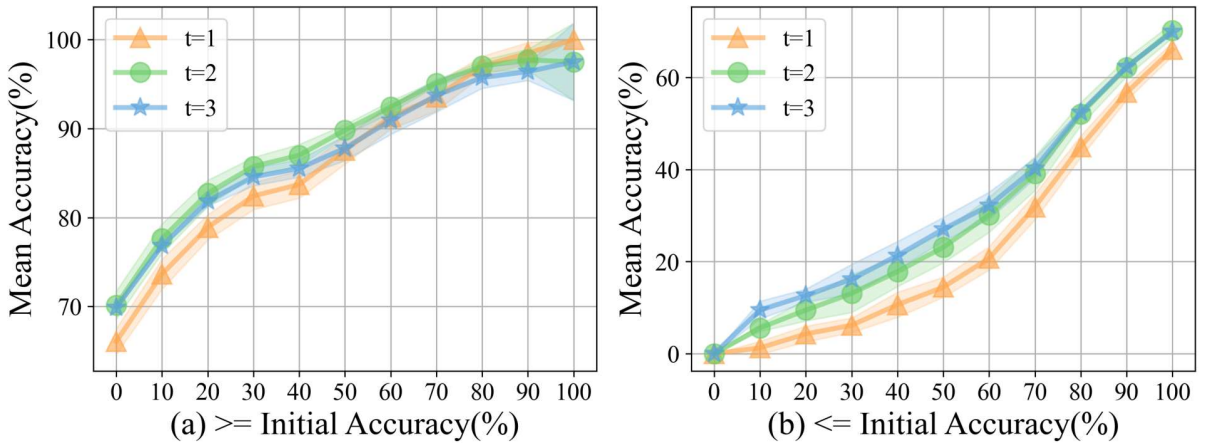 t=1
t=2
t=3
Mean Accuracy(%)
100
90
80
70
0 10 20 30 40 50 60 70 80 90 100
(a) >= Initial Accuracy(%)
t=1
t=2
t=3
Mean Accuracy(%)
60
40
20
0
0 10 20 30 40 50 60 70 80 90 100
(b) <= Initial Accuracy(%)